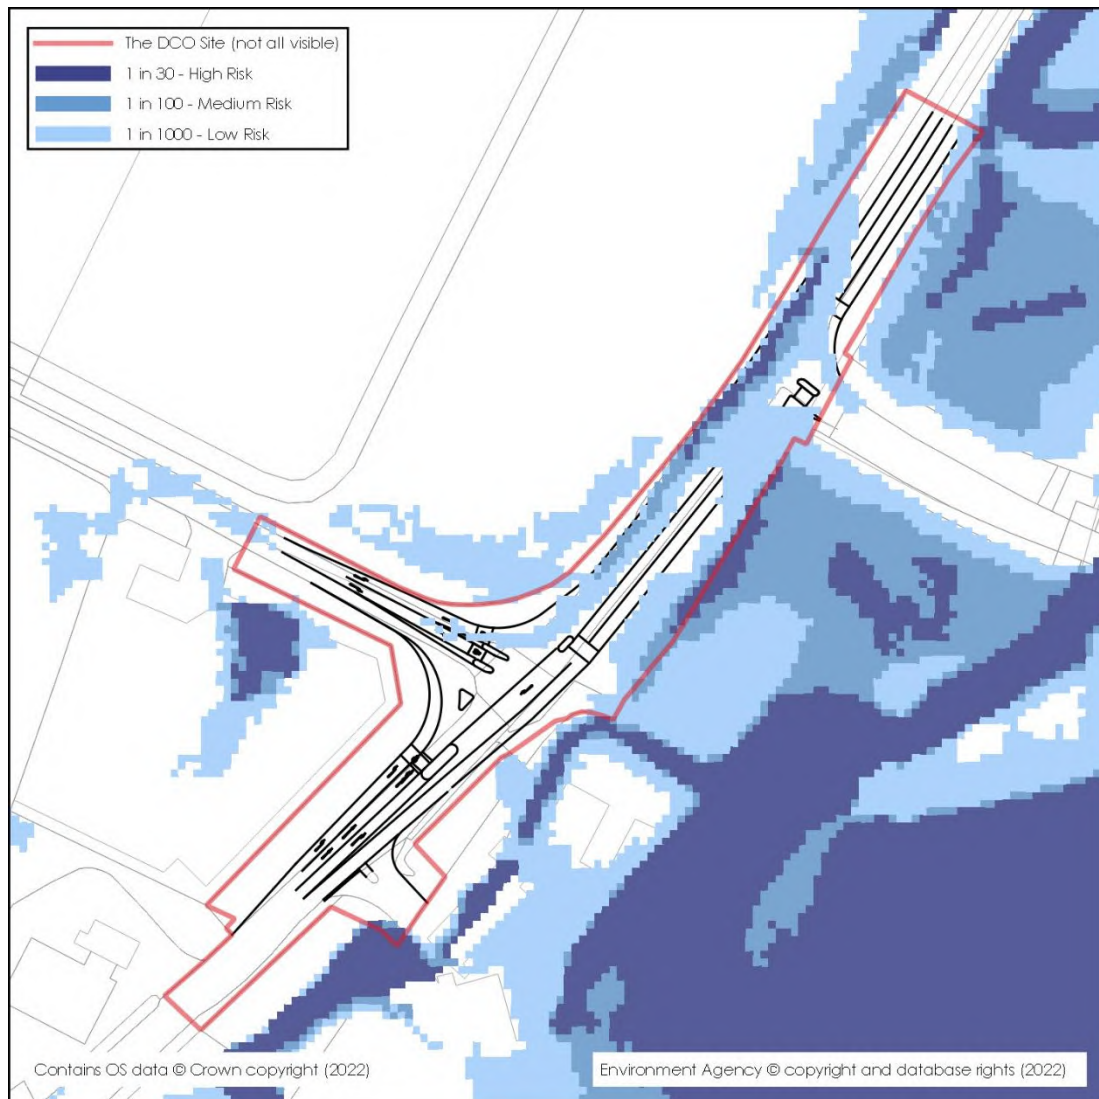 The DCO Site (not all visible)
1 in 30 - High Risk
1 in 100 - Medium Risk
1 in 1000 - Low Risk
Contains OS data © Crown copyright (2022)
Environment Agency © copyright and database rights (2022)